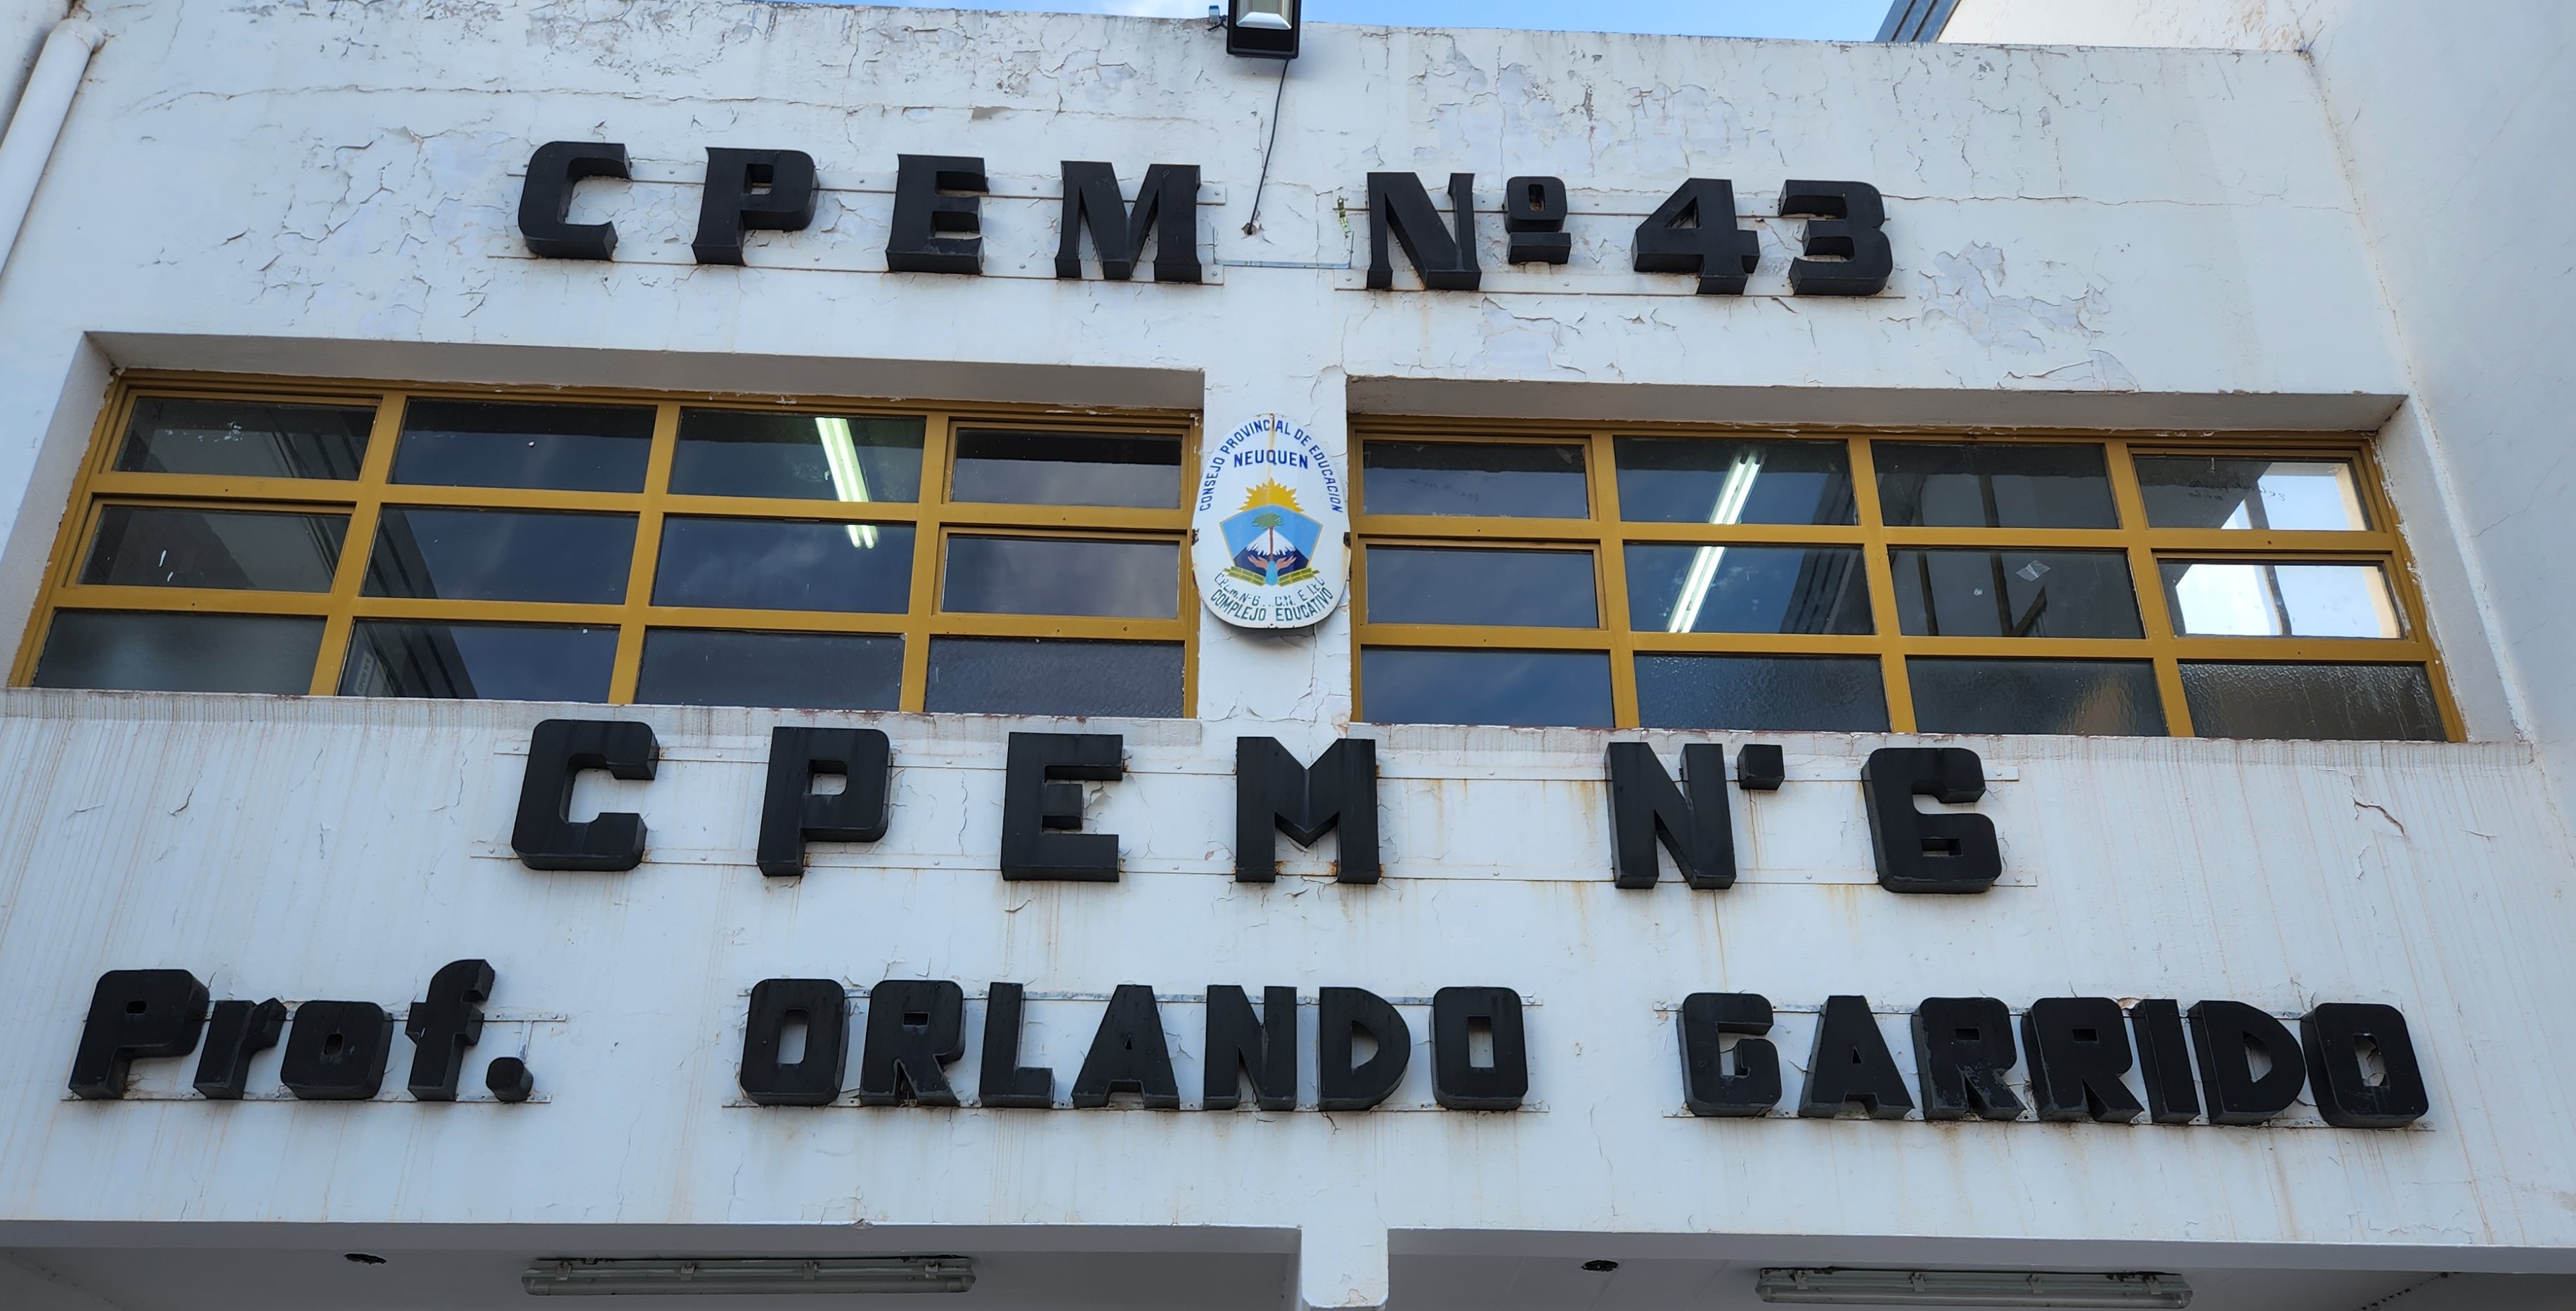 CPEM Nº 43
CONSEJO PROVINCIAL DE EDUCACION
NEUQUEN
COMPLEJO EDUCATIVO
CPEM N° 6
Prof. ORLANDO GARRIDO